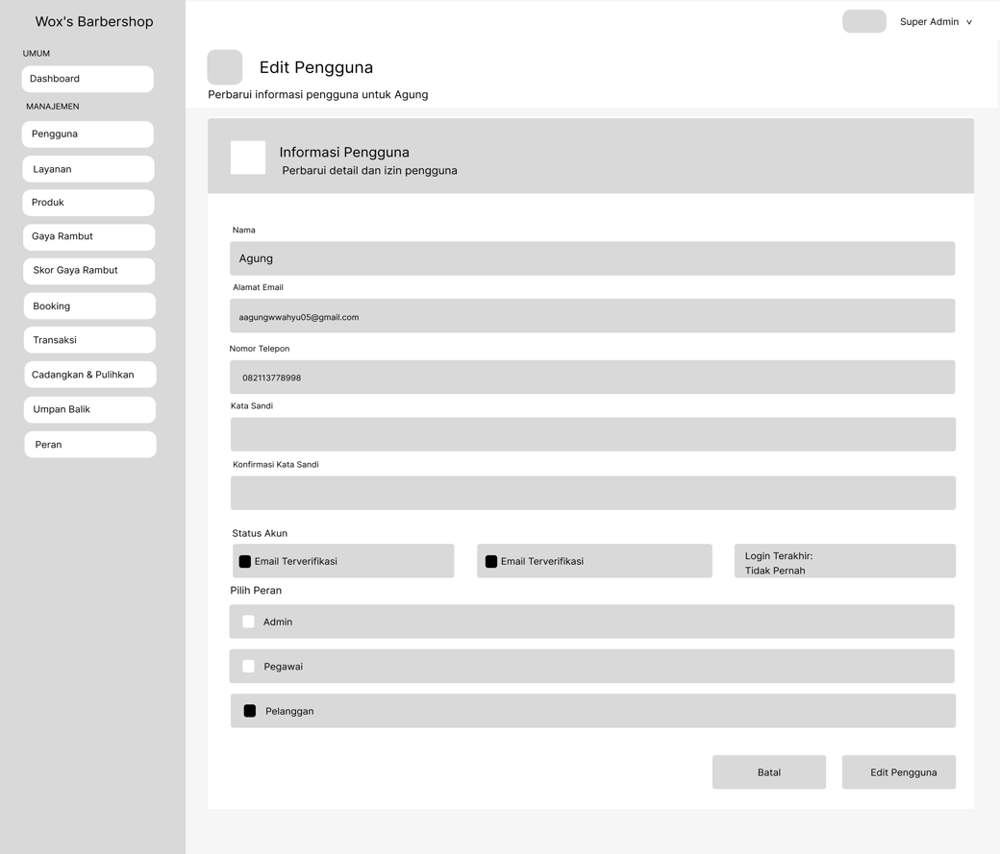 Wox's Barbershop
UMUM
Dashboard
MANAJEMEN
Pengguna
Layanan
Produk
Gaya Rambut
Skor Gaya Rambut
Booking
Transaksi
Cadangkan & Pulihkan
Umpan Balik
Peran
Super Admin v
Edit Pengguna
Perbarui informasi pengguna untuk Agung
Informasi Pengguna
Perbarui detail dan izin pengguna
Nama
Agung
Alamat Email
aagungwwahyu05@gmail.com
Nomor Telepon
082113778998
Kata Sandi
Konfirmasi Kata Sandi
Status Akun
Email Terverifikasi
Email Terverifikasi
Login Terakhir:
Tidak Pernah
Pilih Peran
Admin
Pegawai
Pelanggan
Batal
Edit Pengguna